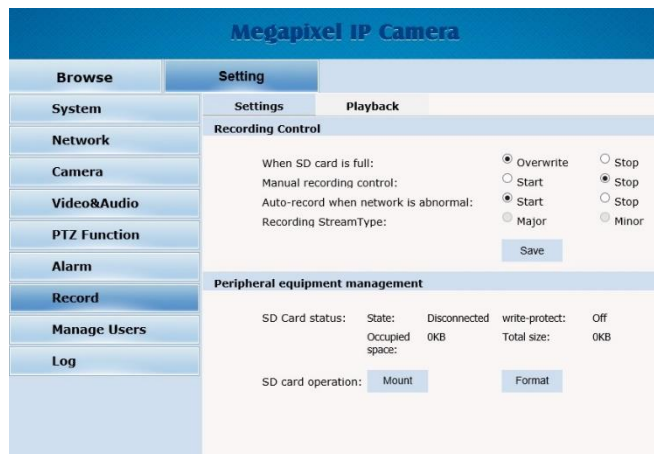 Megapixel IP Camera
Browse Setting
System
Network
Camera
Video&Audio
PTZ Function
Alarm
Record
Manage Users
Log
Settings Playback
Recording Control
When SD card is full: Overwrite Stop
Manual recording control: Start Stop
Auto-record when network is abnormal: Start Stop
Recording StreamType: Major Minor
Save
Peripheral equipment management
SD Card status: State: Disconnected write-protect: Off
Occupied space: 0KB Total size: 0KB
SD card operation: Mount Format